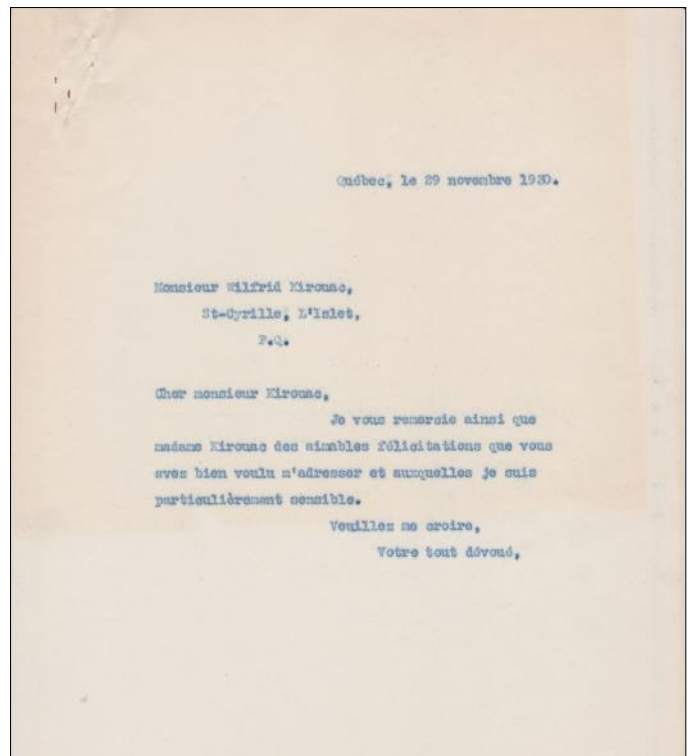 Québec, le 29 novembre 1930.
Monsieur Wilfrid Kirouac,
St-Cyrille, L'Islet,
P.Q.
Cher monsieur Kirouac,
Je vous remercie ainsi que
madame Kirouac des aimables félicitations que vous
avez bien voulu m'adresser et auxquelles je suis
particulièrement sensible.
Veuillez me croire,
Votre tout dévoué,